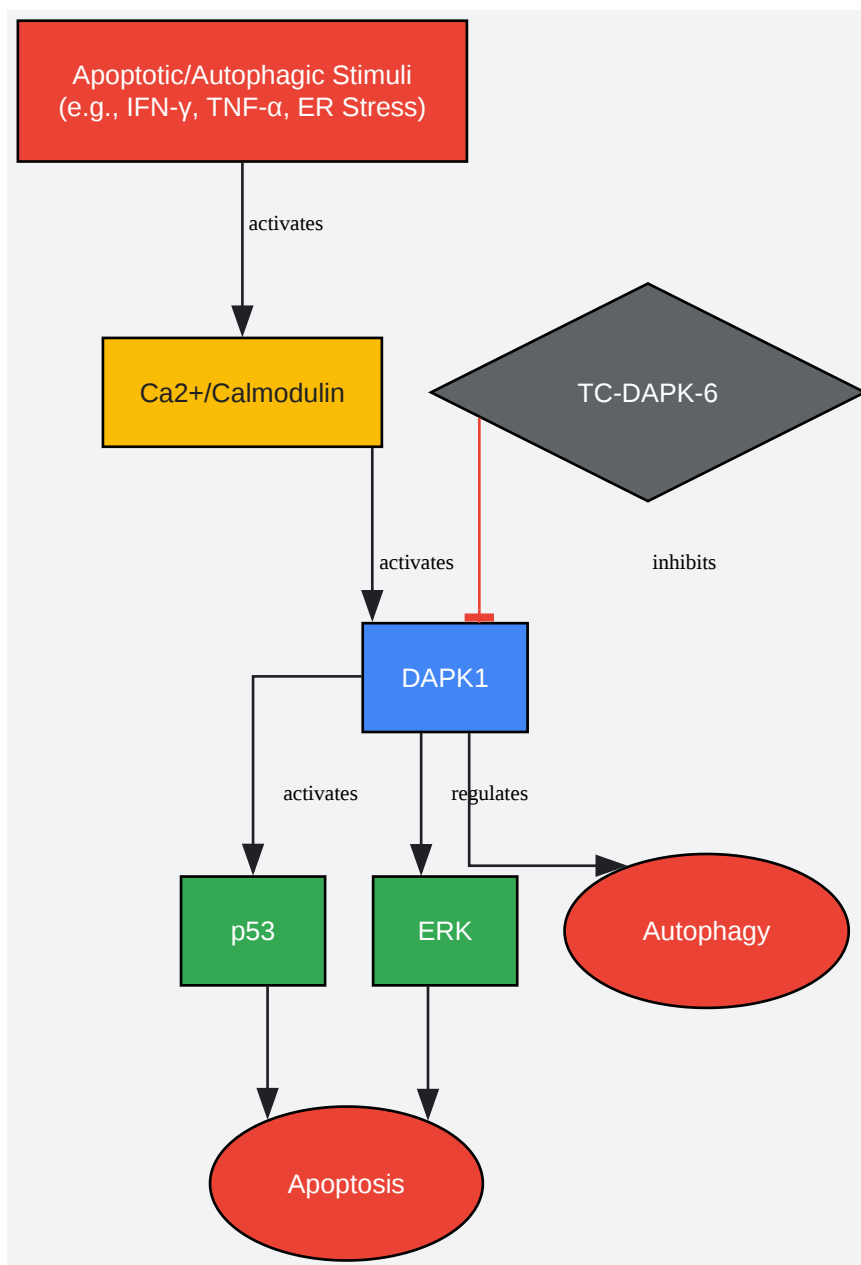 Apoptotic/Autophagic Stimuli
(e.g., IFN-γ, TNF-α, ER Stress)
activates
Ca2+/Calmodulin
TC-DAPK-6
activates
inhibits
DAPK1
activates
regulates
p53
ERK
Autophagy
Apoptosis